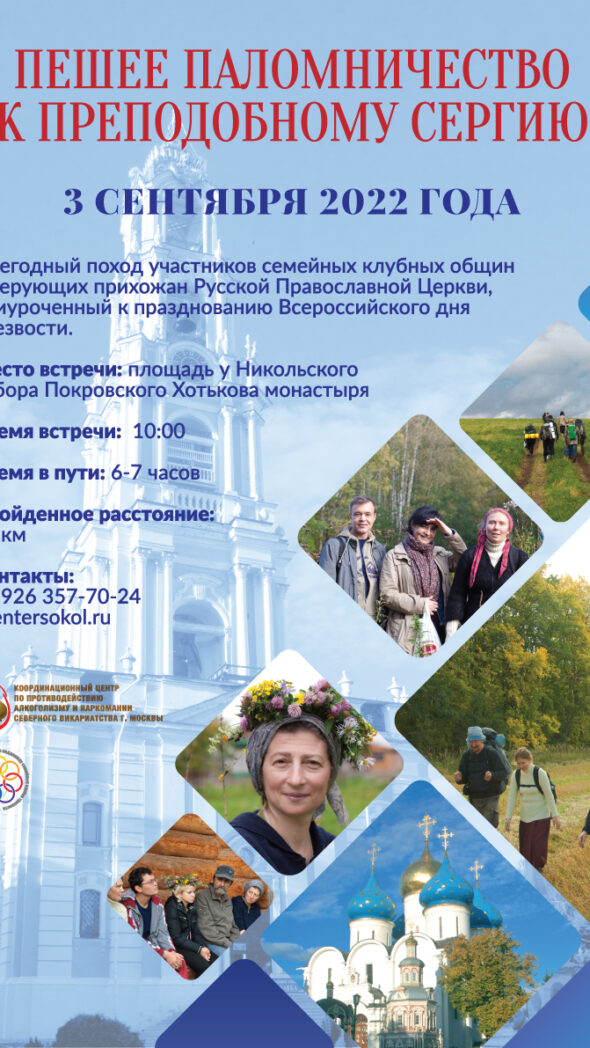 ПЕШЕЕ ПАЛОМНИЧЕСТВО
К ПРЕПОДОБНОМУ СЕРГИЮ
3 СЕНТЯБРЯ 2022 ГОДА
егодный поход участников семейных клубных общин
ерующих прихожан Русской Православной Церкви,
иуроченный к празднованию Всероссийского дня
езвости.
есто встречи: площадь у Никольского
бора Покровского Хотькова монастыря
емя встречи: 10:00
емя в пути: 6-7 часов
ойденное расстояние:
км
онтакты:
926 357-70-24
entersokol.ru
КООРДИНАЦИОННЫЙ ЦЕНТР
ПО ПРОТИВОДЕЙСТВИЮ
АЛКОГОЛИЗМУ И НАРКОМАНИИ
СЕВЕРНОГО ВИКАРИАТСТВА Г. МОСКВЫ